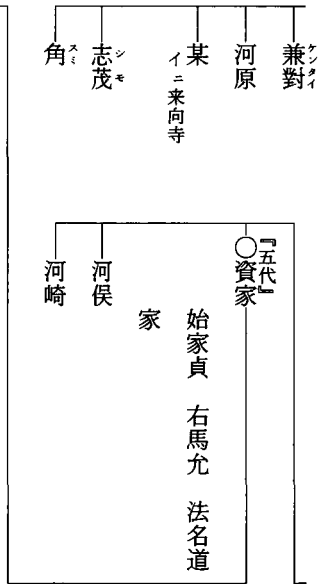 兼對
ケンタイ
河原
某
イニ来向寺
志茂
シモ
角
スミ
『五代』
○資家
始家貞 右馬允 法名道
家
河俣
河崎